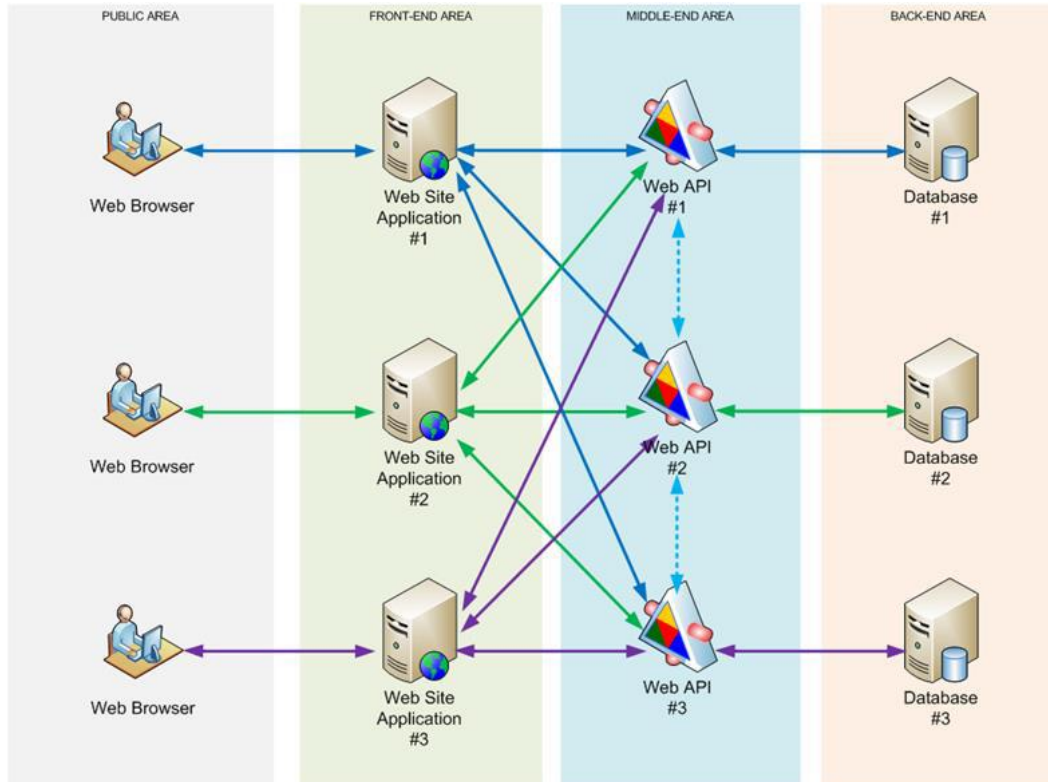 PUBLIC AREA
FRONT-END AREA
MIDDLE-END AREA
BACK-END AREA
Web Browser
Web Site
Application
#1
Web API
#1
Database
#1
Web Browser
Web Site
Application
#2
Web API
#2
Database
#2
Web Browser
Web Site
Application
#3
Web API
#3
Database
#3